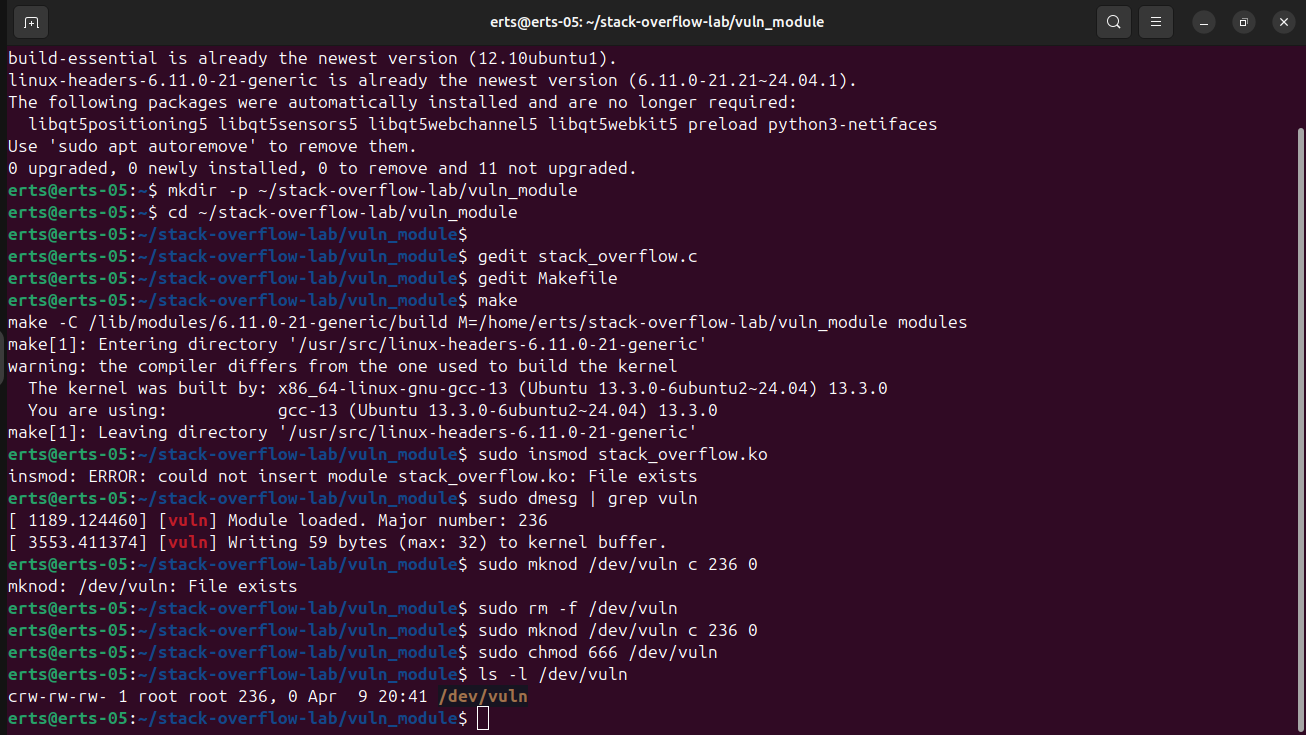 erts@erts-05: ~/stack-overflow-lab/vuln_module
build-essential is already the newest version (12.10ubuntu1).
linux-headers-6.11.0-21-generic is already the newest version (6.11.0-21.21~24.04.1).
The following packages were automatically installed and are no longer required:
  libqt5positioning5 libqt5sensors5 libqt5webchannel5 libqt5webkit5 preload python3-netifaces
Use 'sudo apt autoremove' to remove them.
0 upgraded, 0 newly installed, 0 to remove and 11 not upgraded.
erts@erts-05:~$ mkdir -p ~/stack-overflow-lab/vuln_module
erts@erts-05:~$ cd ~/stack-overflow-lab/vuln_module
erts@erts-05:~/stack-overflow-lab/vuln_module$
erts@erts-05:~/stack-overflow-lab/vuln_module$ gedit stack_overflow.c
erts@erts-05:~/stack-overflow-lab/vuln_module$ gedit Makefile
erts@erts-05:~/stack-overflow-lab/vuln_module$ make
make -C /lib/modules/6.11.0-21-generic/build M=/home/erts/stack-overflow-lab/vuln_module modules
make[1]: Entering directory '/usr/src/linux-headers-6.11.0-21-generic'
warning: the compiler differs from the one used to build the kernel
  The kernel was built by: x86_64-linux-gnu-gcc-13 (Ubuntu 13.3.0-6ubuntu2~24.04) 13.3.0
  You are using:           gcc-13 (Ubuntu 13.3.0-6ubuntu2~24.04) 13.3.0
make[1]: Leaving directory '/usr/src/linux-headers-6.11.0-21-generic'
erts@erts-05:~/stack-overflow-lab/vuln_module$ sudo insmod stack_overflow.ko
insmod: ERROR: could not insert module stack_overflow.ko: File exists
erts@erts-05:~/stack-overflow-lab/vuln_module$ sudo dmesg | grep vuln
[ 1189.124460] [vuln] Module loaded. Major number: 236
[ 3553.411374] [vuln] Writing 59 bytes (max: 32) to kernel buffer.
erts@erts-05:~/stack-overflow-lab/vuln_module$ sudo mknod /dev/vuln c 236 0
mknod: /dev/vuln: File exists
erts@erts-05:~/stack-overflow-lab/vuln_module$ sudo rm -f /dev/vuln
erts@erts-05:~/stack-overflow-lab/vuln_module$ sudo mknod /dev/vuln c 236 0
erts@erts-05:~/stack-overflow-lab/vuln_module$ sudo chmod 666 /dev/vuln
erts@erts-05:~/stack-overflow-lab/vuln_module$ ls -l /dev/vuln
crw-rw-rw- 1 root root 236, 0 Apr  9 20:41 /dev/vuln
erts@erts-05:~/stack-overflow-lab/vuln_module$